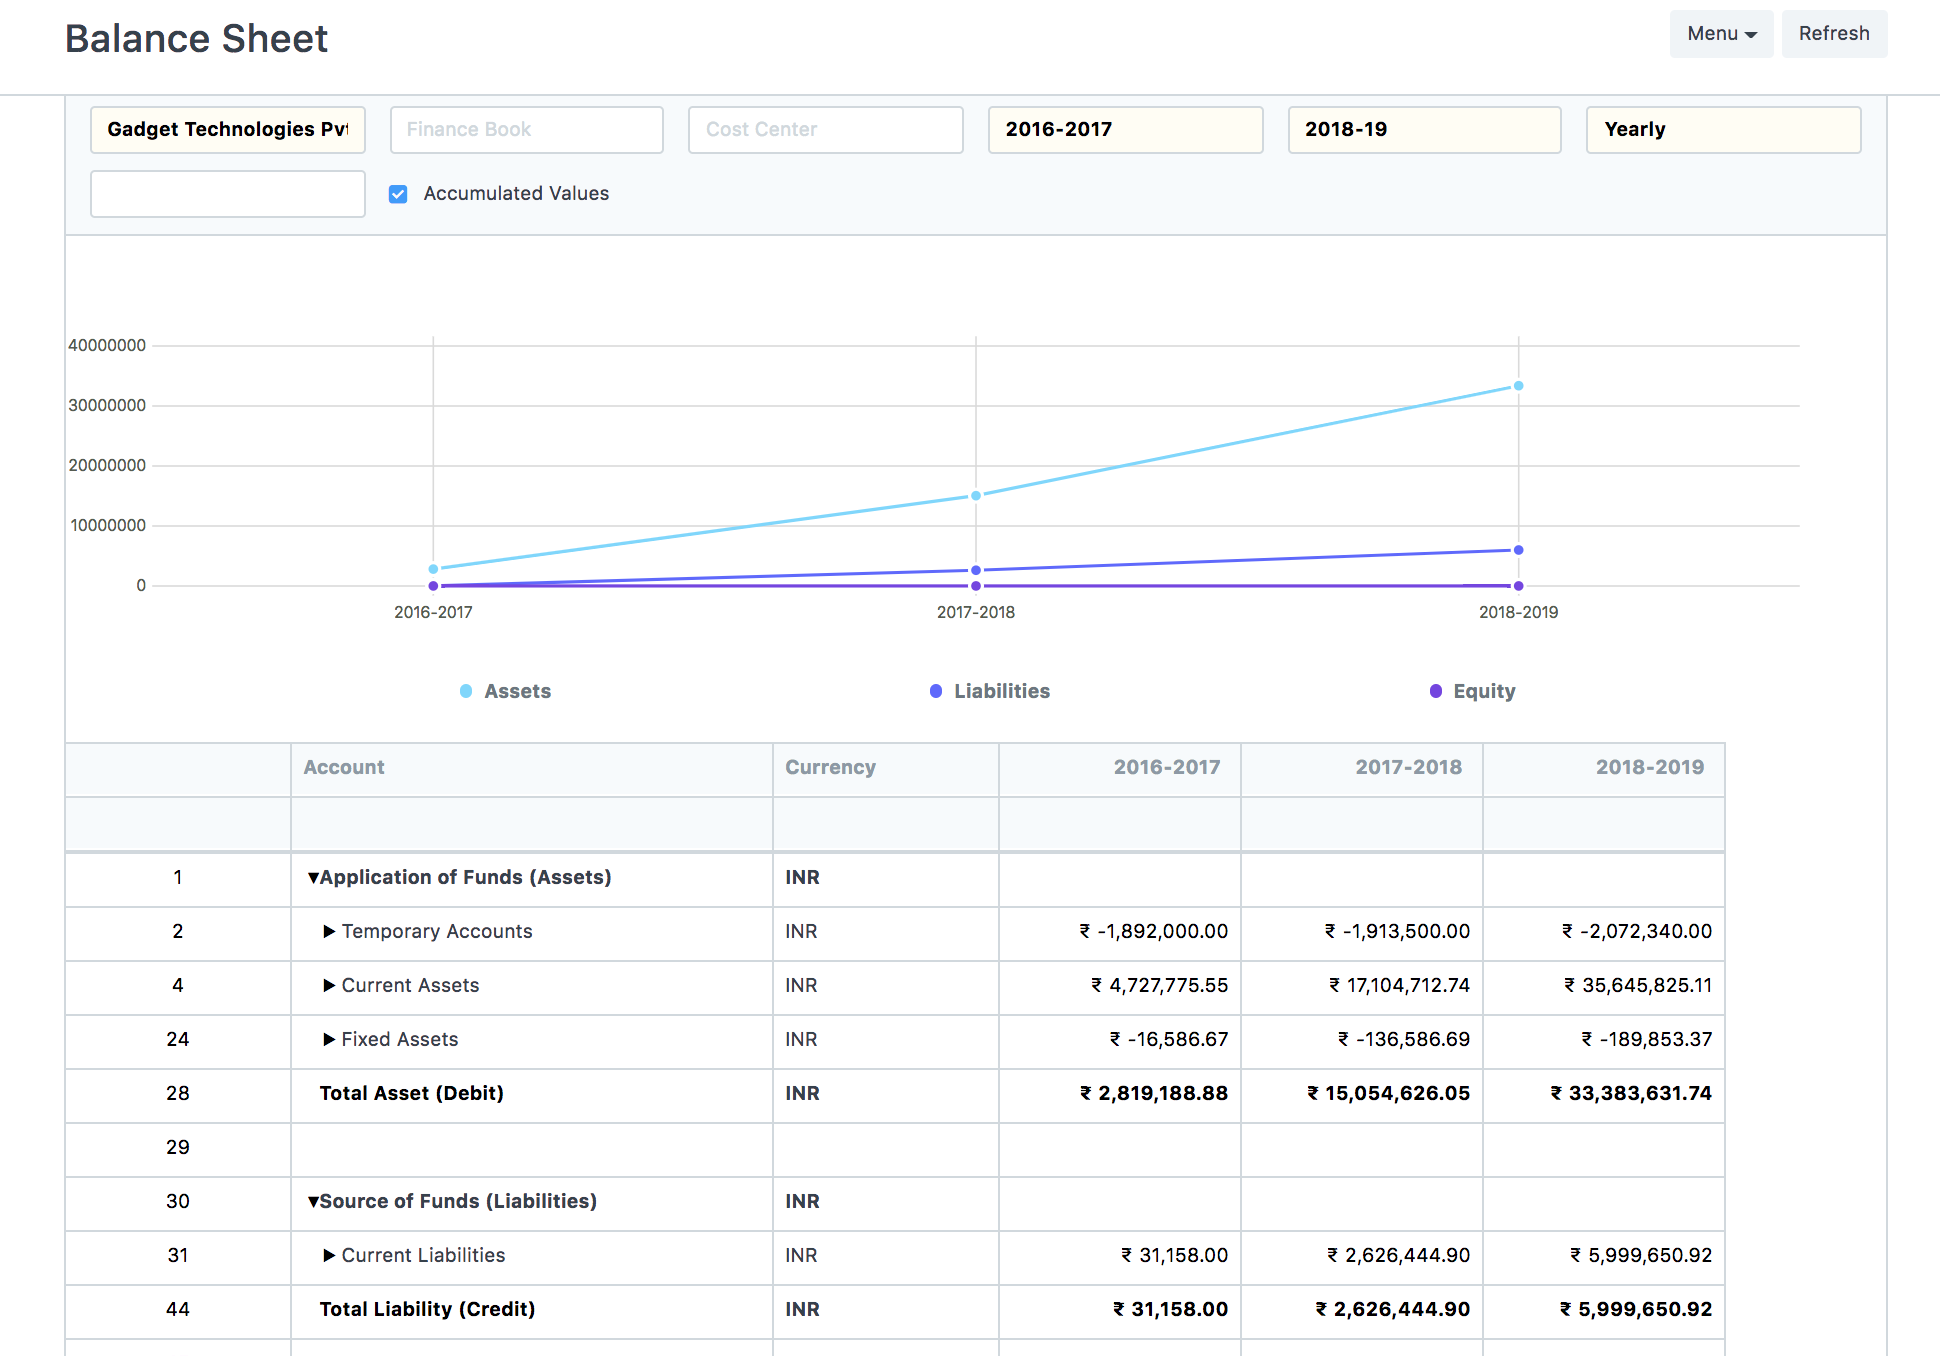 Balance Sheet
Menu
Refresh
Gadget Technologies Pvt
Finance Book
Cost Center
2016-2017
2018-19
Yearly
Accumulated Values
40000000
30000000
20000000
10000000
0
2016-2017
2017-2018
2018-2019
Assets
Liabilities
Equity
Account Currency 2016-2017 2017-2018 2018-2019
1 ▼Application of Funds (Assets) INR
2 ▶ Temporary Accounts INR ₹ -1,892,000.00 ₹ -1,913,500.00 ₹ -2,072,340.00
4 ▶ Current Assets INR ₹ 4,727,775.55 ₹ 17,104,712.74 ₹ 35,645,825.11
24 ▶ Fixed Assets INR ₹ -16,586.67 ₹ -136,586.69 ₹ -189,853.37
28 Total Asset (Debit) INR ₹ 2,819,188.88 ₹ 15,054,626.05 ₹ 33,383,631.74
29
30 ▼Source of Funds (Liabilities) INR
31 ▶ Current Liabilities INR ₹ 31,158.00 ₹ 2,626,444.90 ₹ 5,999,650.92
44 Total Liability (Credit) INR ₹ 31,158.00 ₹ 2,626,444.90 ₹ 5,999,650.92